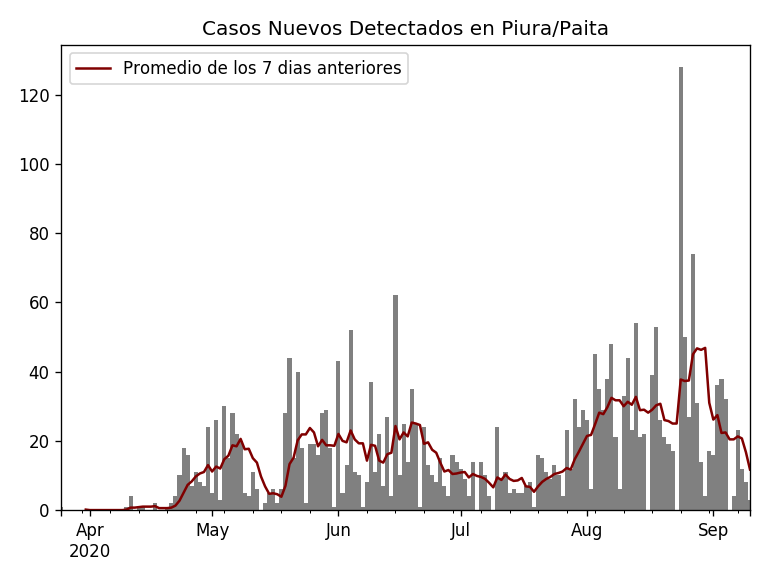 Casos Nuevos Detectados en Piura/Paita
Promedio de los 7 dias anteriores
120
100
80
60
40
20
0
Apr May Jun Jul Aug Sep
2020